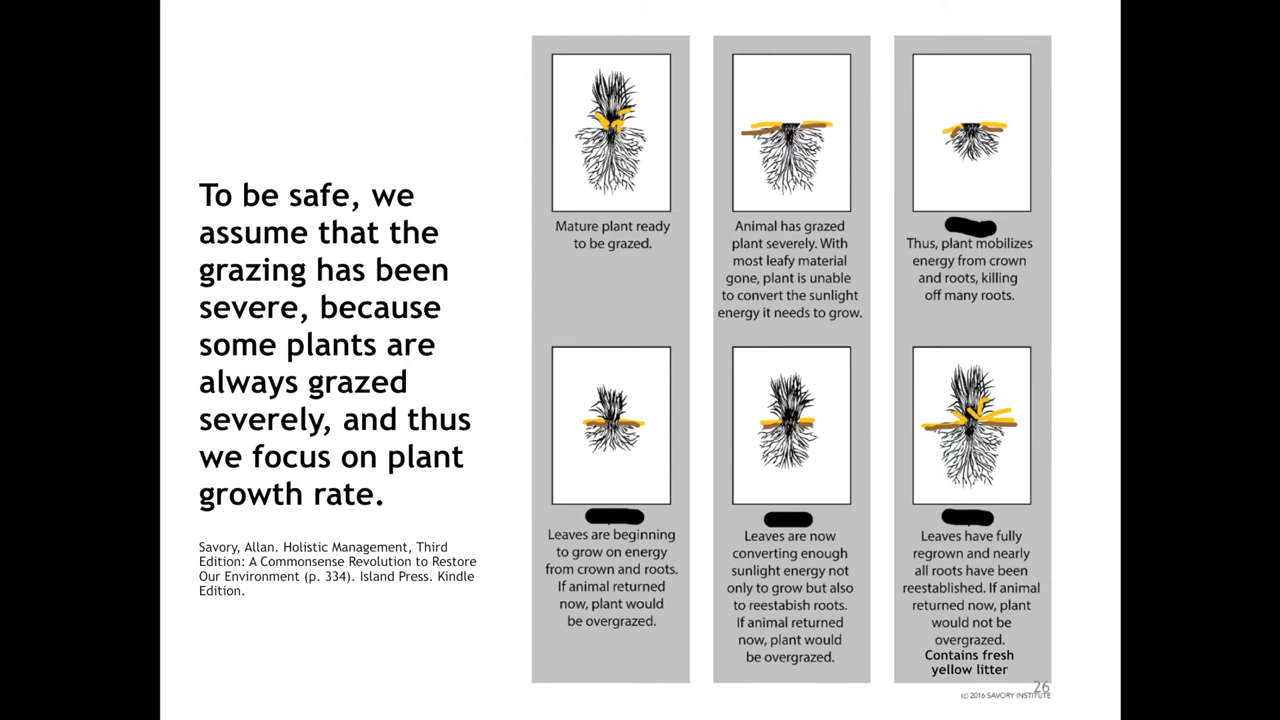 To be safe, we
assume that the
grazing has been
severe, because
some plants are
always grazed
severely, and thus
we focus on plant
growth rate.
Savory, Allan. Holistic Management, Third
Edition: A Commonsense Revolution to Restore
Our Environment (p. 334). Island Press. Kindle
Edition.
Mature plant ready
to be grazed.
Animal has grazed
plant severely. With
most leafy material
gone, plant is unable
to convert the sunlight
energy it needs to grow.
Thus, plant mobilizes
energy from crown
and roots, killing
off many roots.
Leaves are beginning
to grow on energy
from crown and roots.
If animal returned
now, plant would
be overgrazed.
Leaves are now
converting enough
sunlight energy not
only to grow but also
to reestabish roots.
If animal returned
now, plant would
be overgrazed.
Leaves have fully
regrown and nearly
all roots have been
reestablished. If animal
returned now, plant
would not be
overgrazed.
Contains fresh
yellow litter
26
(c) 2016 SAVORY INSTITUTE